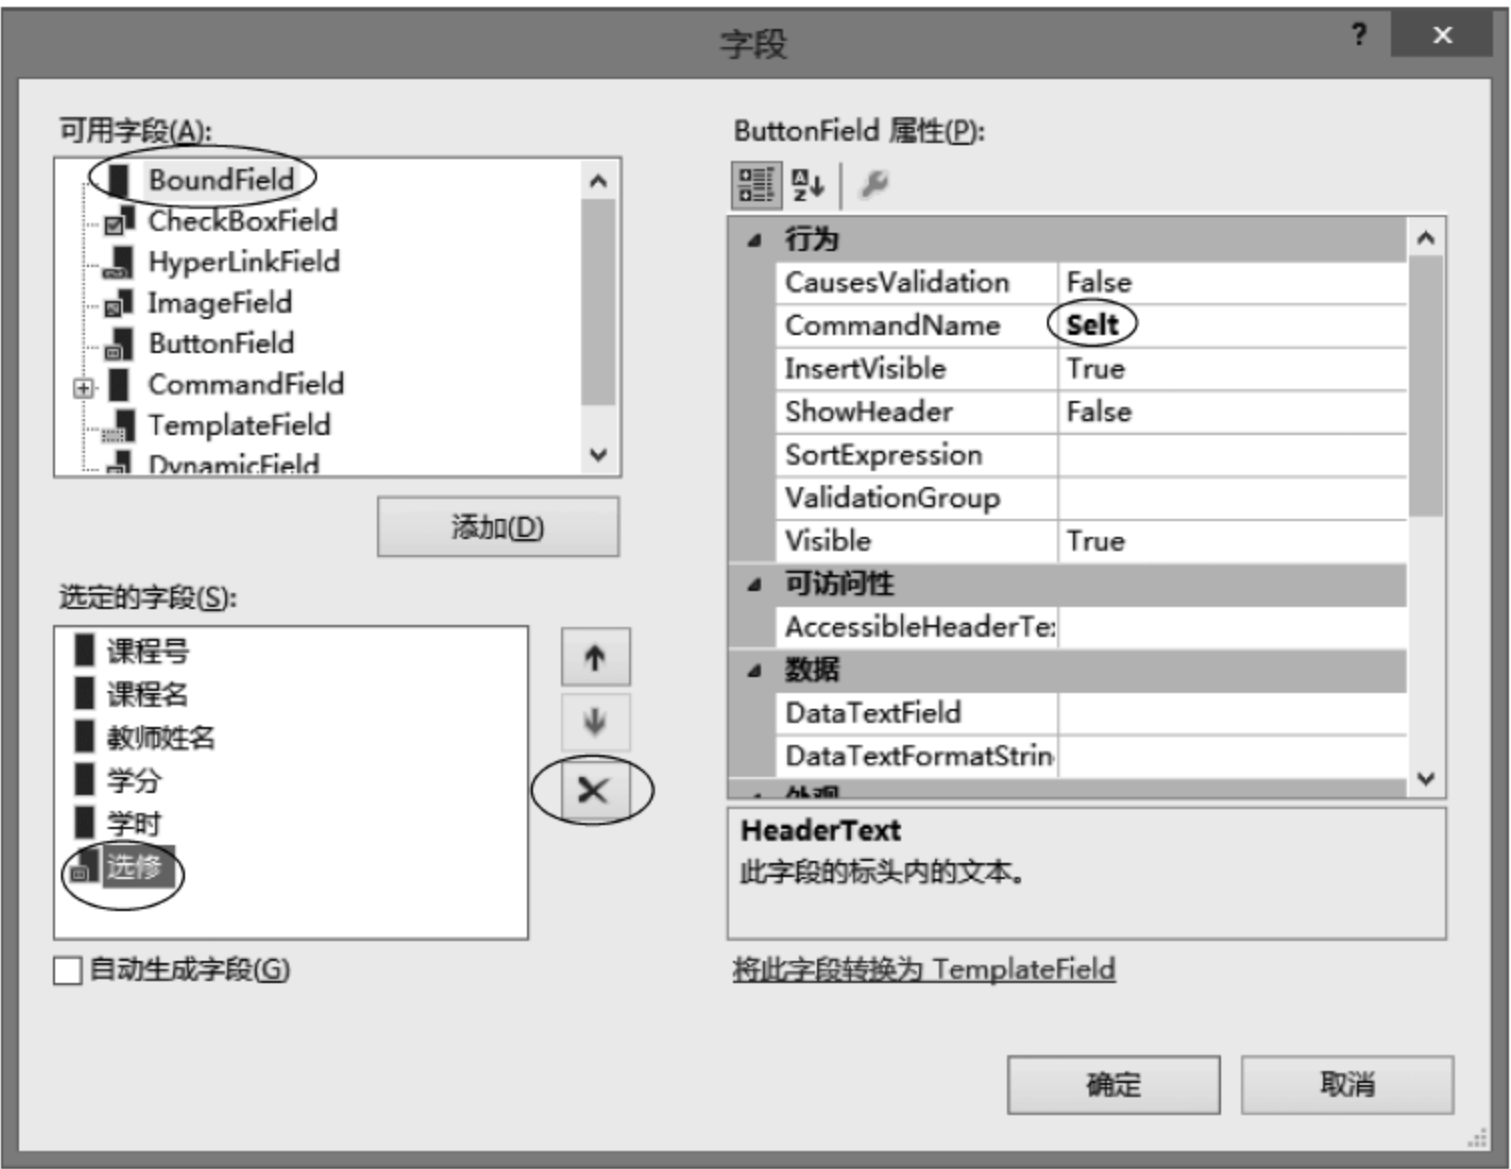 字段
?
×
可用字段(A):
BoundField
CheckBoxField
HyperLinkField
ImageField
ButtonField
CommandField
TemplateField
DynamicField
添加(D)
选定的字段(S):
课程号
课程名
教师姓名
学分
学时
选修
自动生成字段(G)
ButtonField 属性(P):
行为
CausesValidation False
CommandName Selt
InsertVisible True
ShowHeader False
SortExpression
ValidationGroup
Visible True
可访问性
AccessibleHeaderTe
数据
DataTextField
DataTextFormatStrin
外观
HeaderText
此字段的标头内的文本。
将此字段转换为 TemplateField
确定
取消